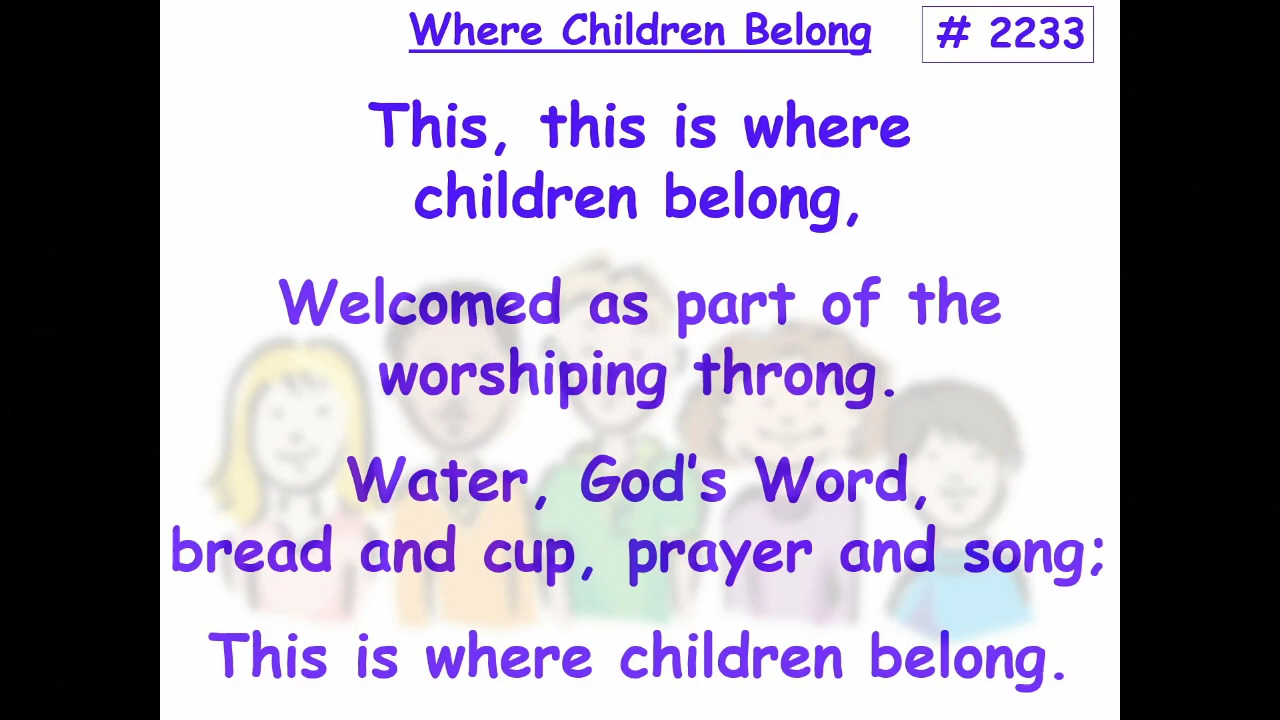 Where Children Belong # 2233
This, this is where
children belong,
Welcomed as part of the
worshiping throng.
Water, God's Word,
bread and cup, prayer and song;
This is where children belong.